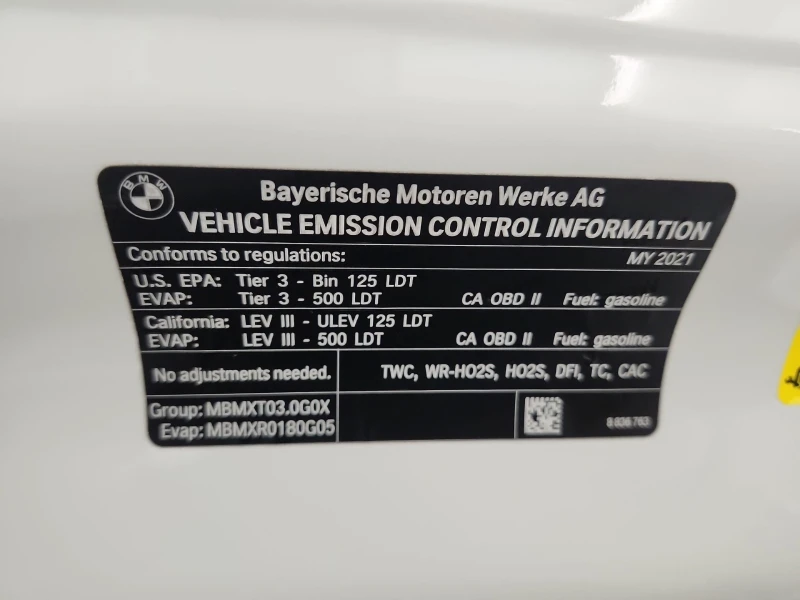 BMW
Bayerische Motoren Werke AG
VEHICLE EMISSION CONTROL INFORMATION
Conforms to regulations: MY 2021
U.S. EPA: Tier 3 - Bin 125 LDT
EVAP: Tier 3 - 500 LDT CA OBD II Fuel: gasoline
California: LEV III - ULEV 125 LDT
EVAP: LEV III - 500 LDT CA OBD II Fuel: gasoline
No adjustments needed. TWC, WR-HO2S, HO2S, DFI, TC, CAC
Group: MBMXT03.0G0X
Evap: MBMXR0180G05
8 836 763